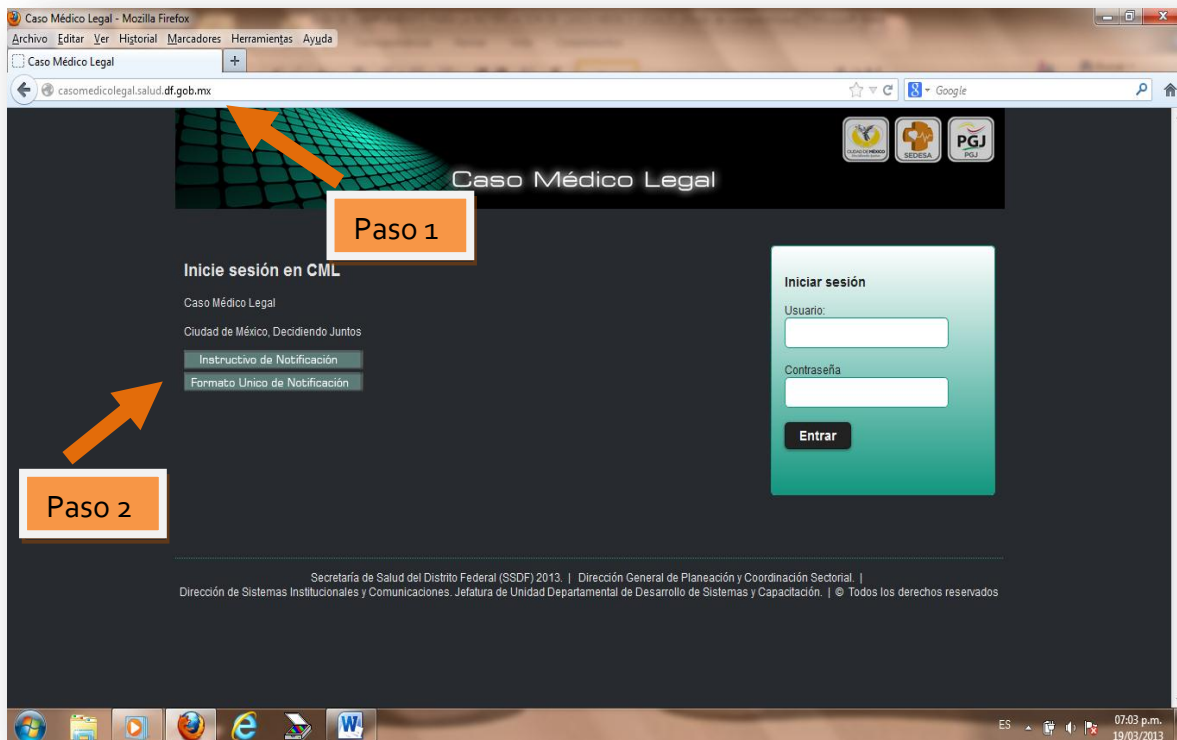 Caso Médico Legal - Mozilla Firefox
Archivo Editar Ver Historial Marcadores Herramientas Ayuda
Caso Médico Legal
casomedicolegal.salud.df.gob.mx
Google
CIUDAD DE MÉXICO
SEDESA
PGJ
PGJ
Caso Médico Legal
Paso 1
Inicie sesión en CML
Caso Médico Legal
Ciudad de México, Decidiendo Juntos
Instructivo de Notificación
Formato Unico de Notificación
Iniciar sesión
Usuario:
Contraseña
Entrar
Paso 2
Secretaría de Salud del Distrito Federal (SSDF) 2013. | Dirección General de Planeación y Coordinación Sectorial. |
Dirección de Sistemas Institucionales y Comunicaciones. Jefatura de Unidad Departamental de Desarrollo de Sistemas y Capacitación. | © Todos los derechos reservados
ES
07:03 p.m.
19/03/2013